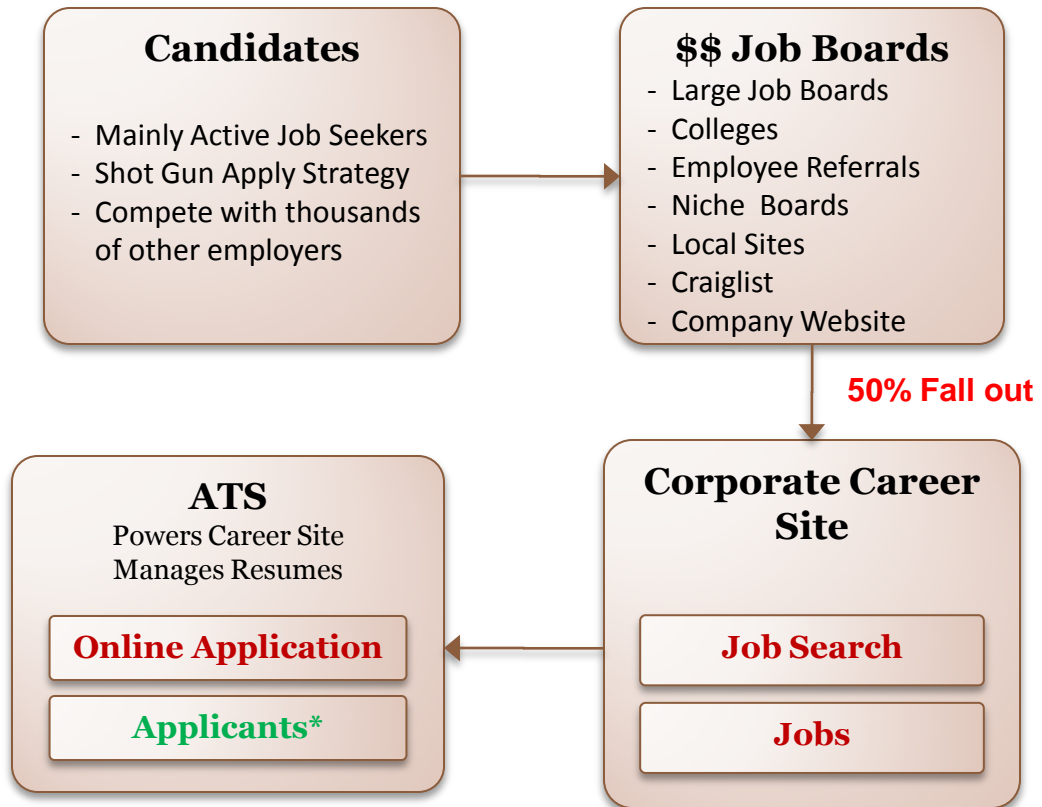 Candidates
- Mainly Active Job Seekers
- Shot Gun Apply Strategy
- Compete with thousands
of other employers
$$ Job Boards
- Large Job Boards
- Colleges
- Employee Referrals
- Niche Boards
- Local Sites
- Craiglist
- Company Website
50% Fall out
Corporate Career
Site
Job Search
Jobs
ATS
Powers Career Site
Manages Resumes
Online Application
Applicants*